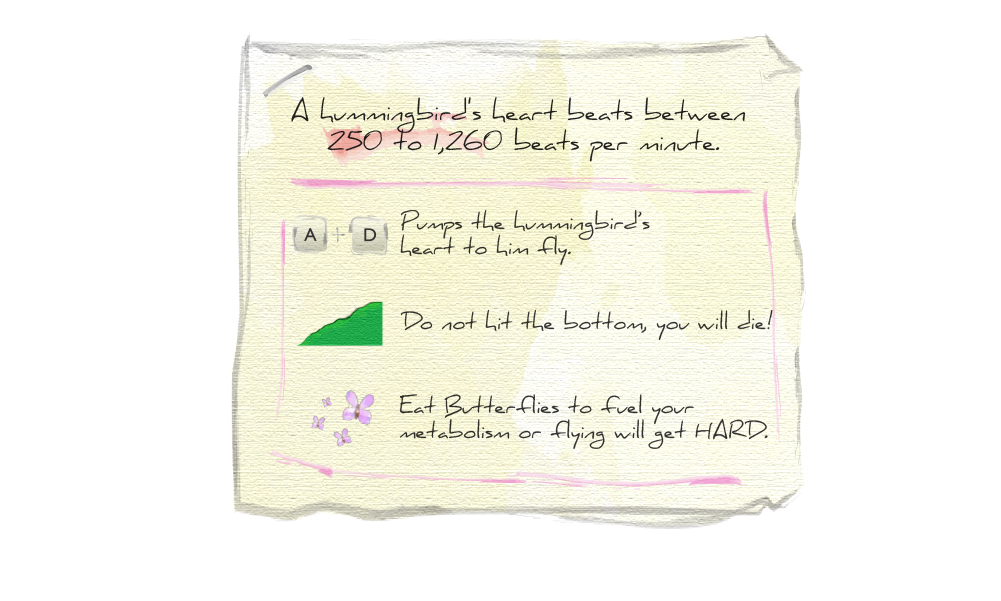 A hummingbird's heart beats between
250 to 1,260 beats per minute.
A + D
Pumps the hummingbird's
heart to him fly.
Do not hit the bottom, you will die!
Eat Butterflies to fuel your
metabolism or flying will get HARD.